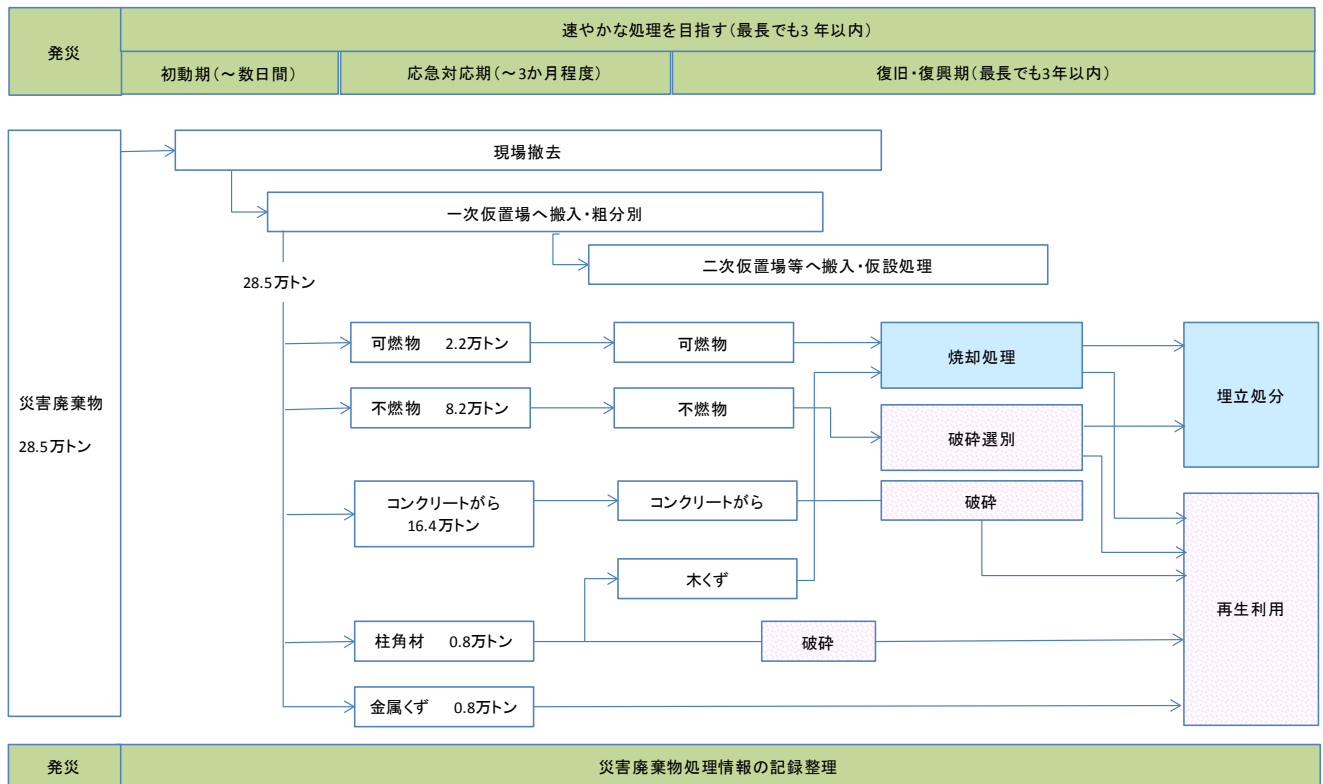 発災
速やかな処理を目指す(最長でも3 年以内)
初動期(～数日間)
応急対応期(～3か月程度)
復旧・復興期(最長でも3年以内)
災害廃棄物
28.5万トン
現場撤去
一次仮置場へ搬入・粗分別
二次仮置場等へ搬入・仮設処理
28.5万トン
可燃物 2.2万トン
可燃物
焼却処理
不燃物 8.2万トン
不燃物
破砕選別
埋立処分
コンクリートがら
16.4万トン
コンクリートがら
破砕
木くず
柱角材 0.8万トン
破砕
再生利用
金属くず 0.8万トン
発災
災害廃棄物処理情報の記録整理